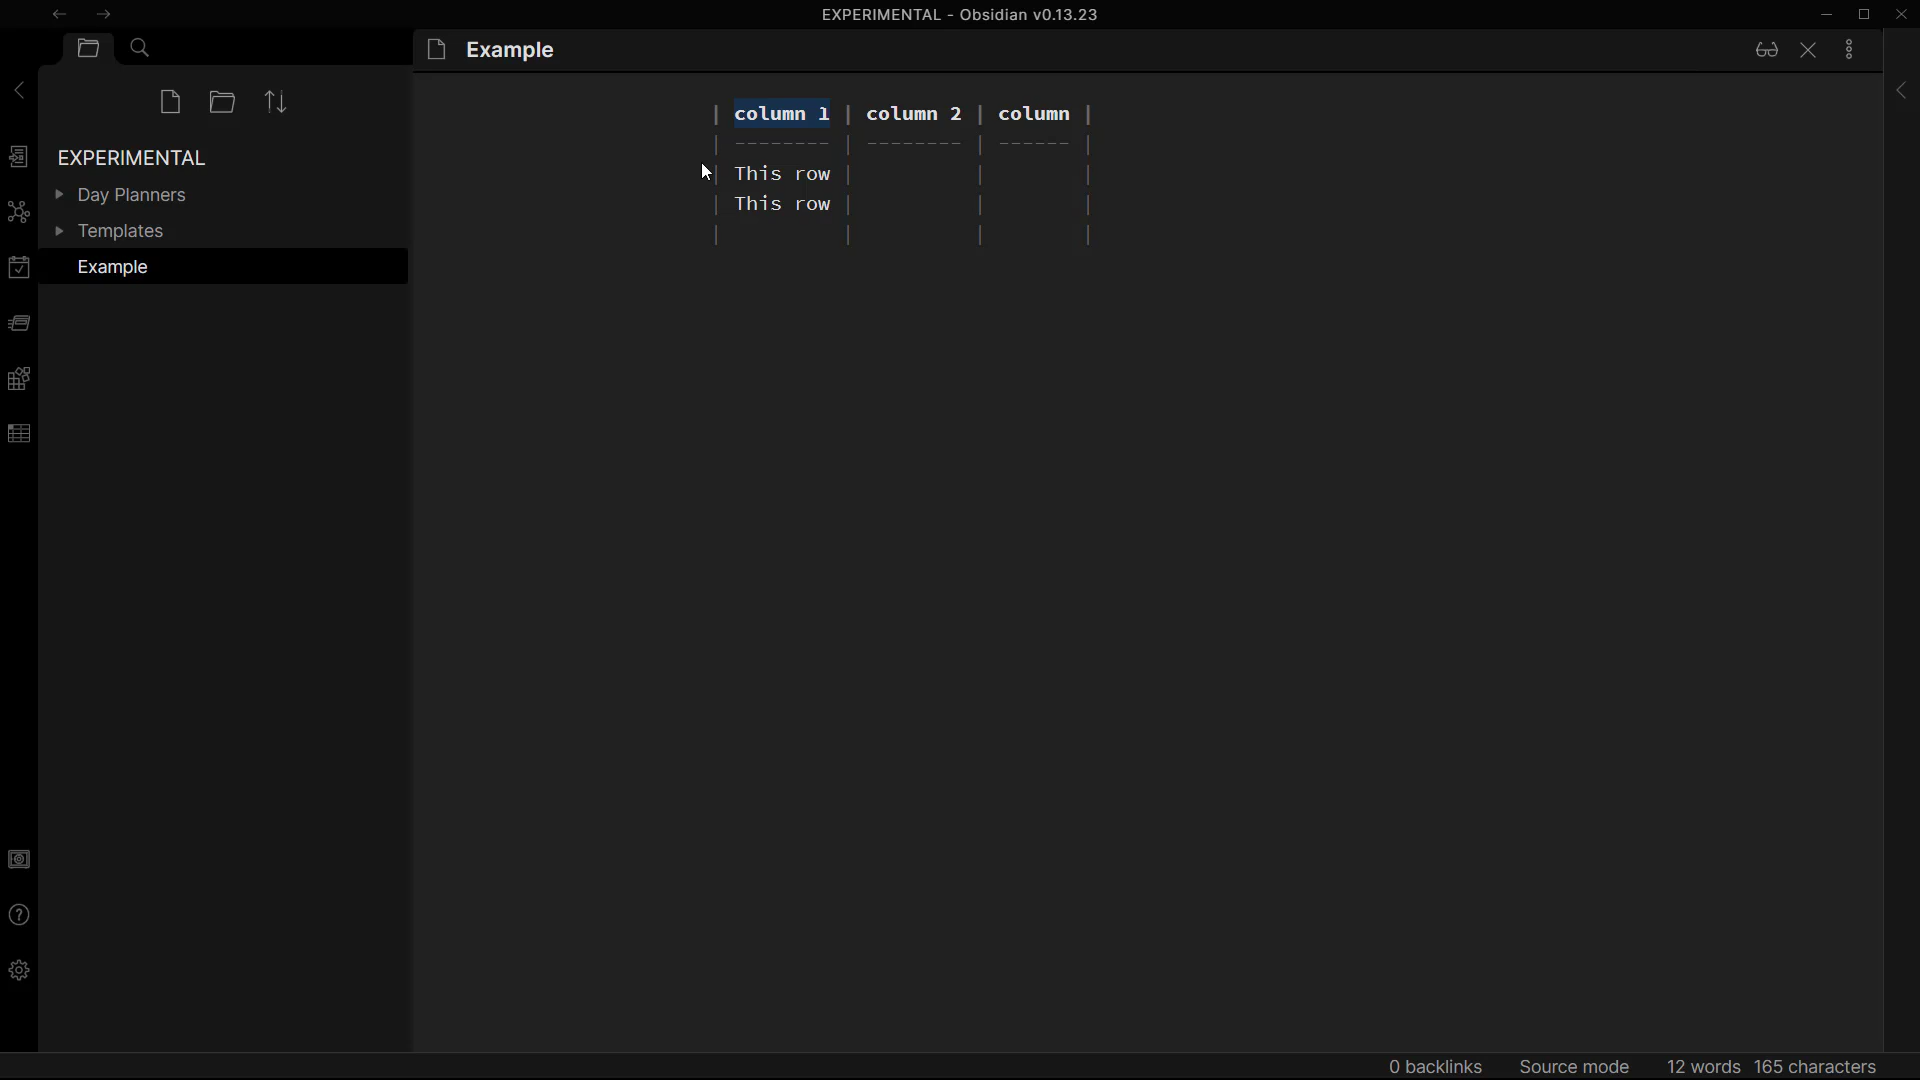 EXPERIMENTAL - Obsidian v0.13.23
Example
EXPERIMENTAL
Day Planners
Templates
Example
| column 1 | column 2 | column |
| -------- | -------- | ------ |
| This row | | |
| This row | | |
| | | |
0 backlinks Source mode 12 words 165 characters